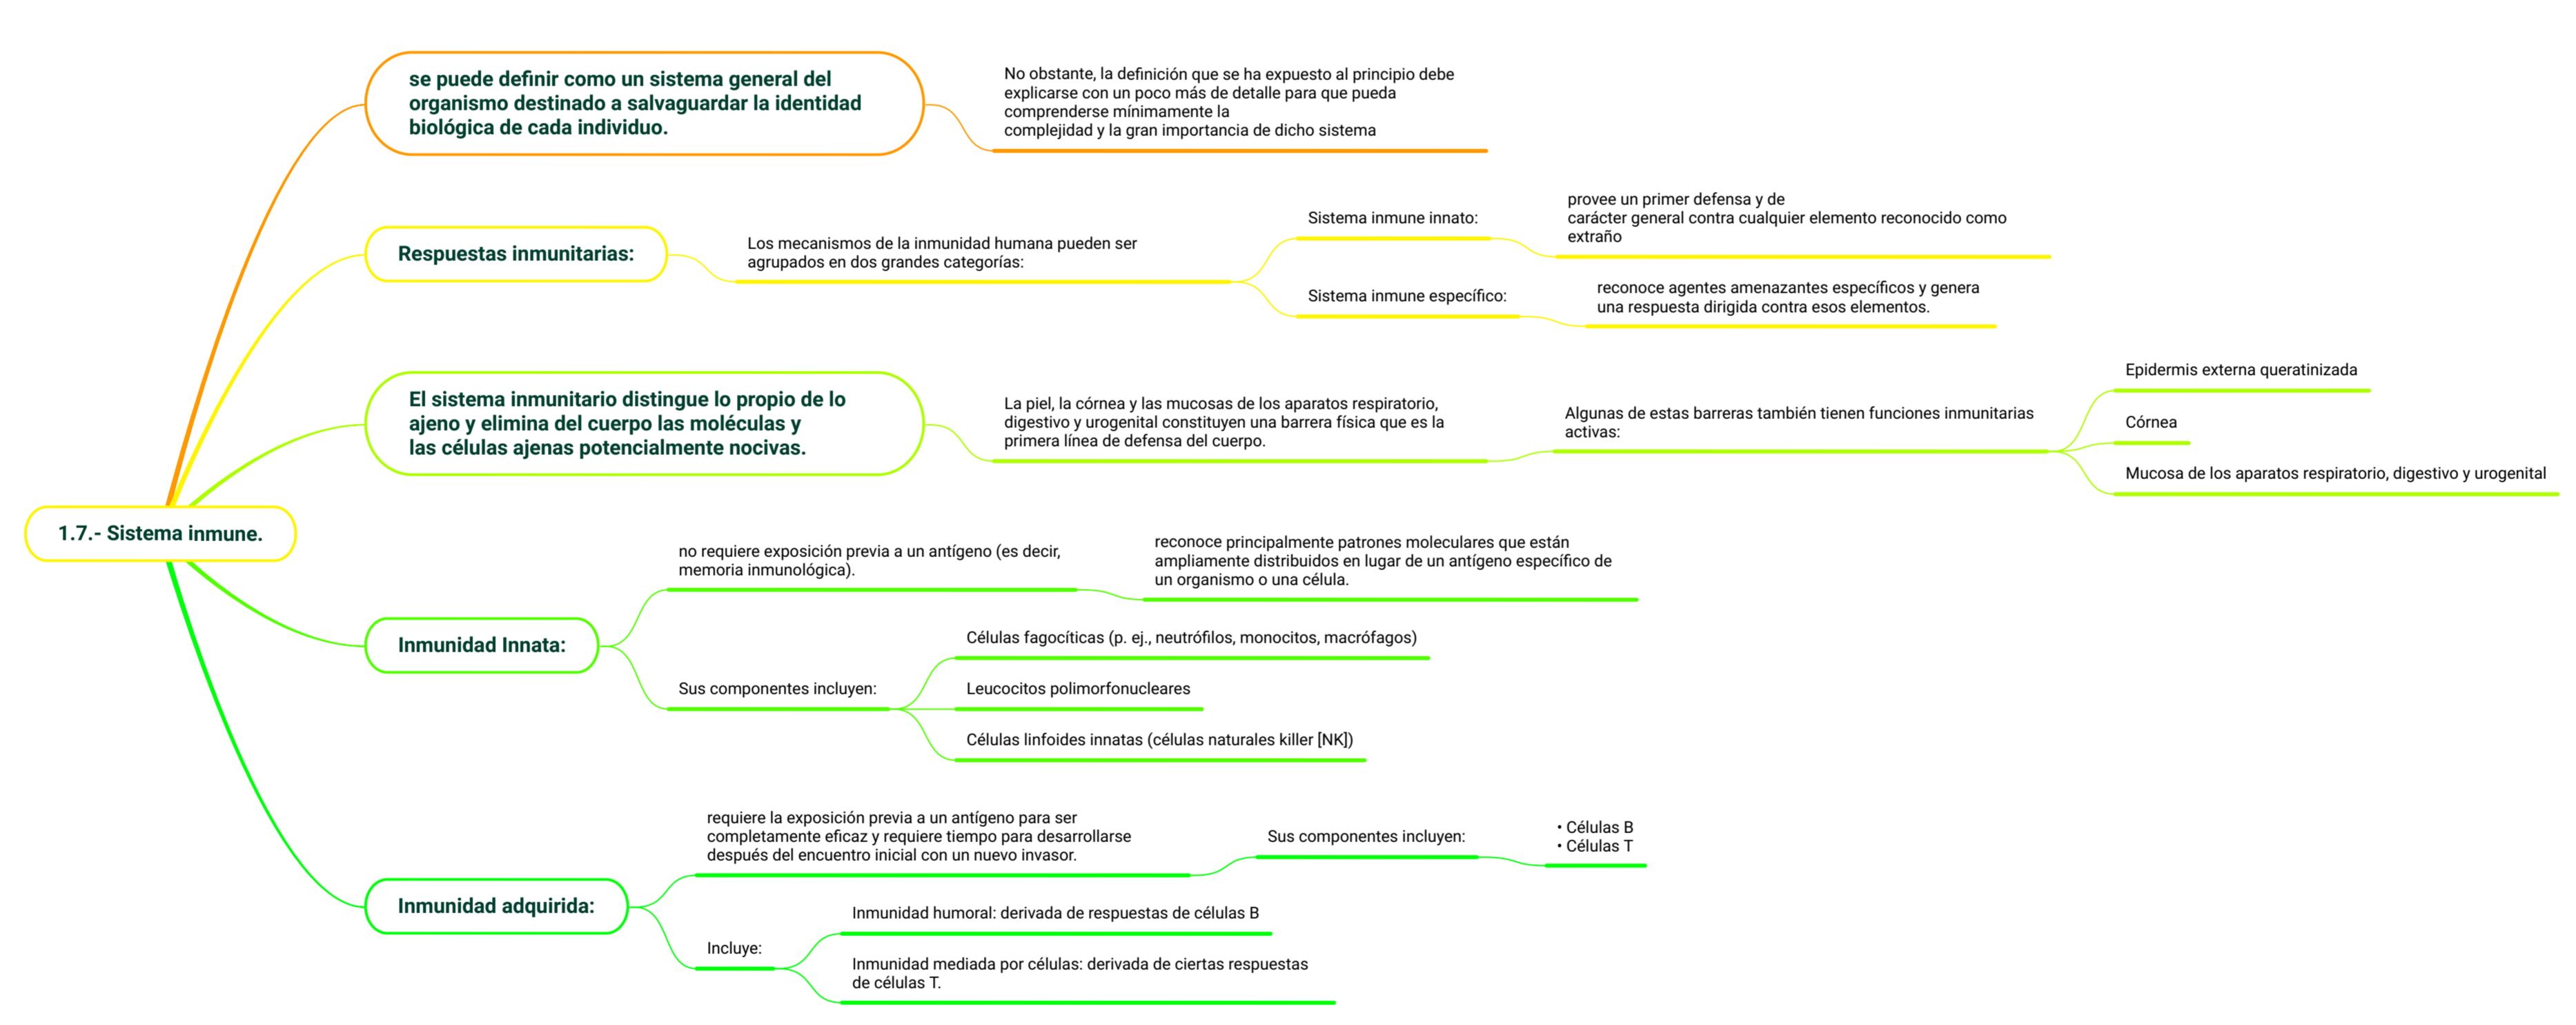 se puede definir como un sistema general del
organismo destinado a salvaguardar la identidad
biológica de cada individuo.
No obstante, la definición que se ha expuesto al principio debe
explicarse con un poco más de detalle para que pueda
comprenderse mínimamente la
complejidad y la gran importancia de dicho sistema
Respuestas inmunitarias:
Los mecanismos de la inmunidad humana pueden ser
agrupados en dos grandes categorías:
Sistema inmune innato:
provee un primer defensa y de
carácter general contra cualquier elemento reconocido como
extraño
Sistema inmune específico:
reconoce agentes amenazantes específicos y genera
una respuesta dirigida contra esos elementos.
El sistema inmunitario distingue lo propio de lo
ajeno y elimina del cuerpo las moléculas y
las células ajenas potencialmente nocivas.
La piel, la córnea y las mucosas de los aparatos respiratorio,
digestivo y urogenital constituyen una barrera física que es la
primera línea de defensa del cuerpo.
Algunas de estas barreras también tienen funciones inmunitarias
activas:
Epidermis externa queratinizada
Córnea
Mucosa de los aparatos respiratorio, digestivo y urogenital
1.7.- Sistema inmune.
Inmunidad Innata:
no requiere exposición previa a un antígeno (es decir,
memoria inmunológica).
reconoce principalmente patrones moleculares que están
ampliamente distribuidos en lugar de un antígeno específico de
un organismo o una célula.
Sus componentes incluyen:
Células fagocíticas (p. ej., neutrófilos, monocitos, macrófagos)
Leucocitos polimorfonucleares
Células linfoides innatas (células naturales killer [NK])
Inmunidad adquirida:
requiere la exposición previa a un antígeno para ser
completamente eficaz y requiere tiempo para desarrollarse
después del encuentro inicial con un nuevo invasor.
Sus componentes incluyen:
• Células B
• Células T
Incluye:
Inmunidad humoral: derivada de respuestas de células B
Inmunidad mediada por células: derivada de ciertas respuestas
de células T.